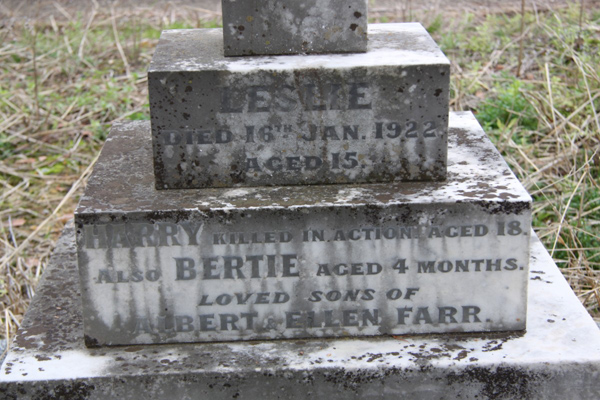 LESLIE
DIED 16TH JAN. 1922.
AGED 15.
HARRY KILLED IN ACTION, AGED 18.
ALSO BERTIE AGED 4 MONTHS.
LOVED SONS OF
ALBERT & ELLEN FARR.